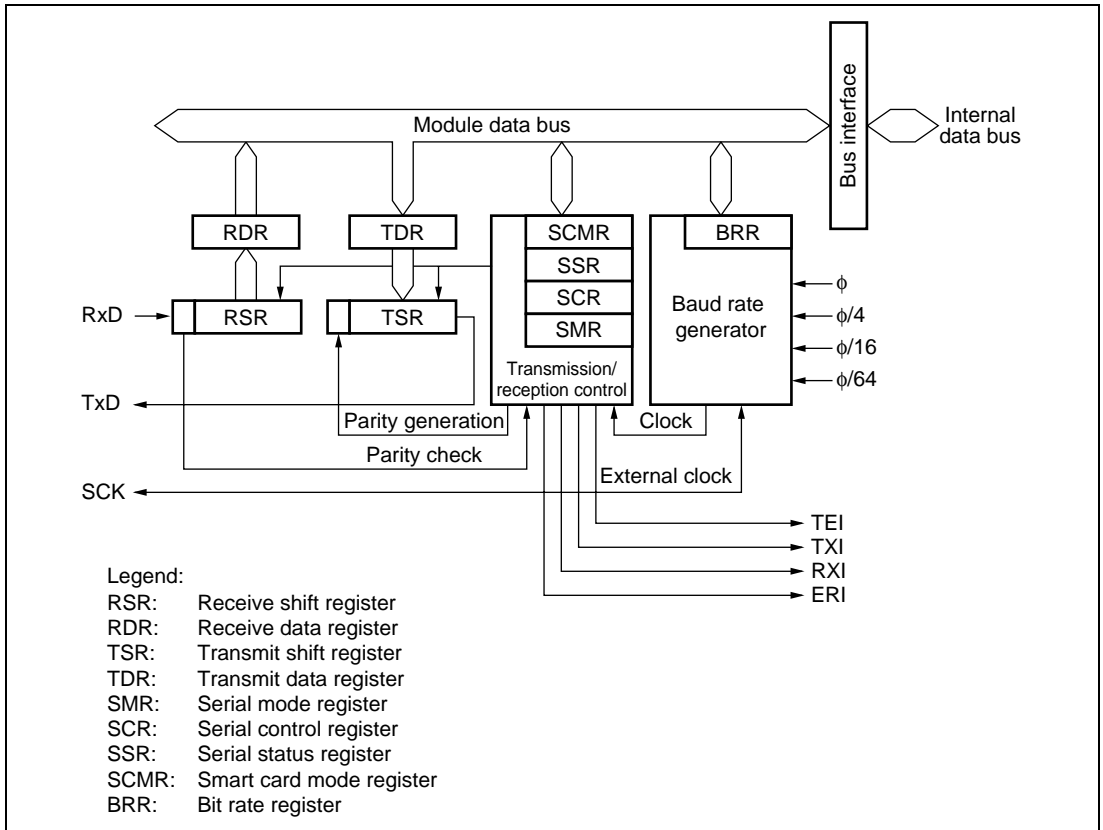 Bus interface
Internal
data bus
Module data bus
RDR
TDR
SCMR
BRR
SSR
SCR
SMR
RxD
RSR
TSR
Baud rate
generator
ϕ
ϕ/4
ϕ/16
ϕ/64
Transmission/
reception control
TxD
Parity generation
Clock
Parity check
External clock
SCK
TEI
TXI
RXI
ERI
Legend:
RSR: Receive shift register
RDR: Receive data register
TSR: Transmit shift register
TDR: Transmit data register
SMR: Serial mode register
SCR: Serial control register
SSR: Serial status register
SCMR: Smart card mode register
BRR: Bit rate register